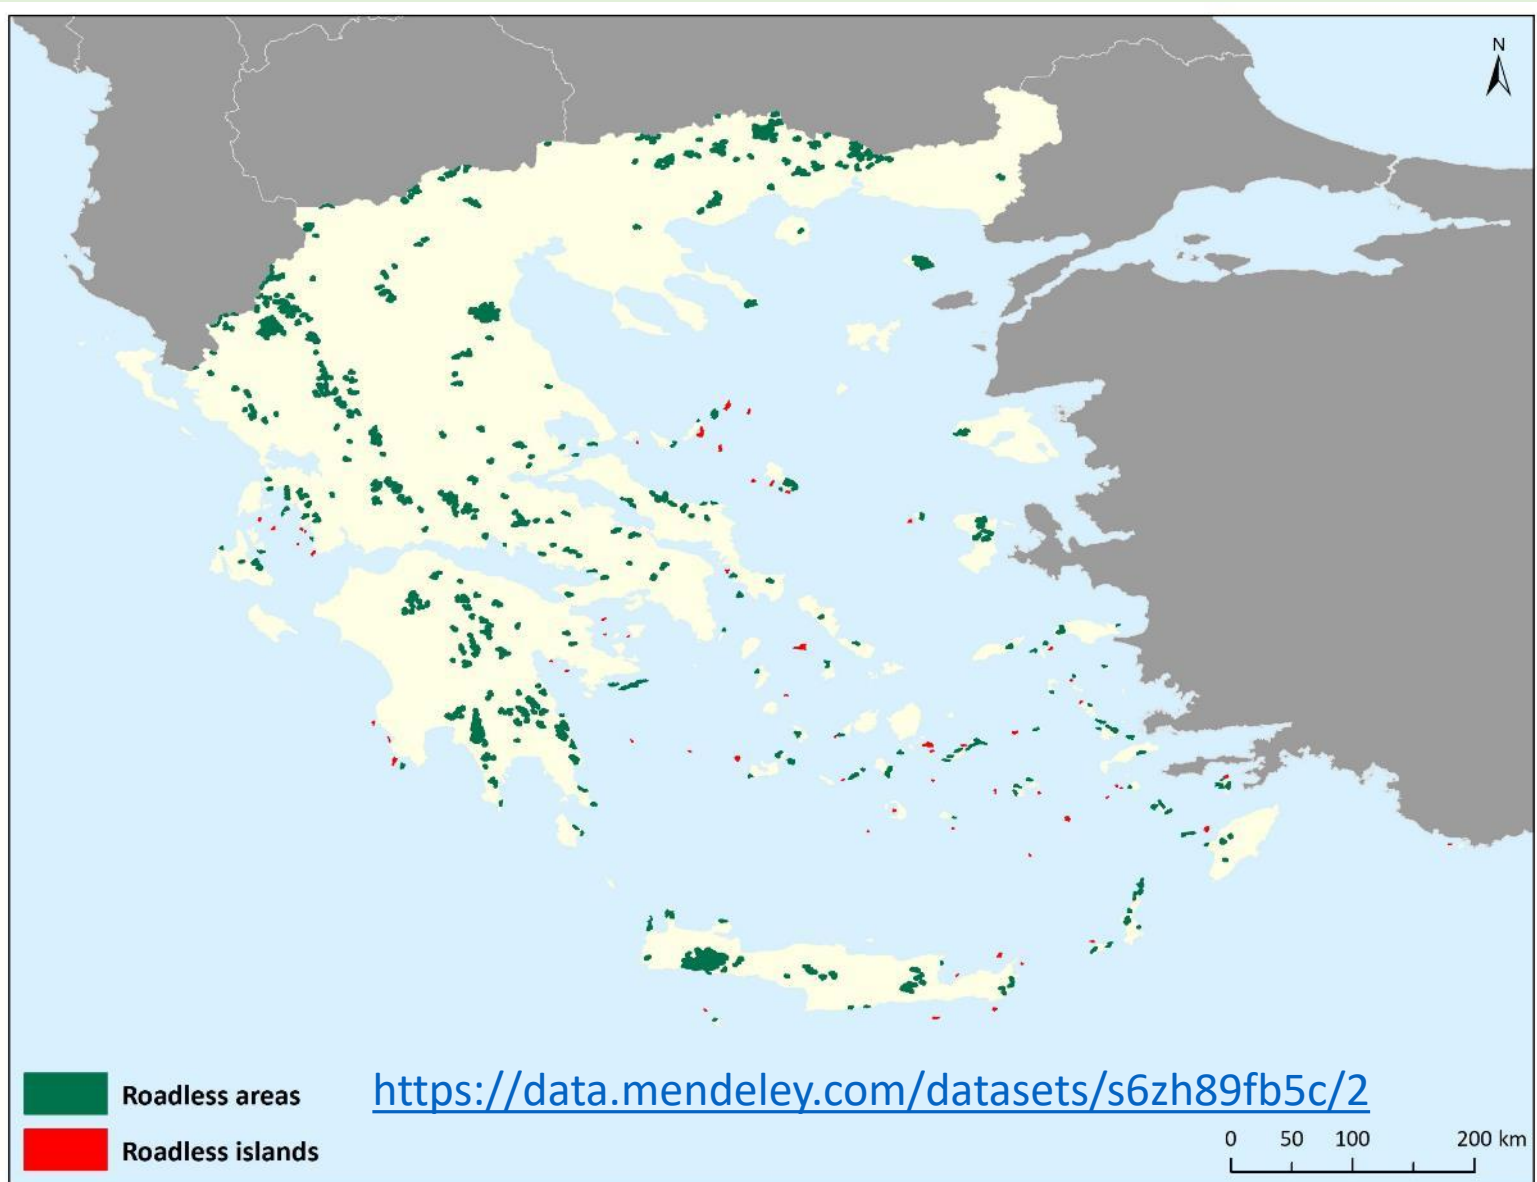 N
Roadless areas
https://data.mendeley.com/datasets/s6zh89fb5c/2
Roadless islands
0 50 100 200 km